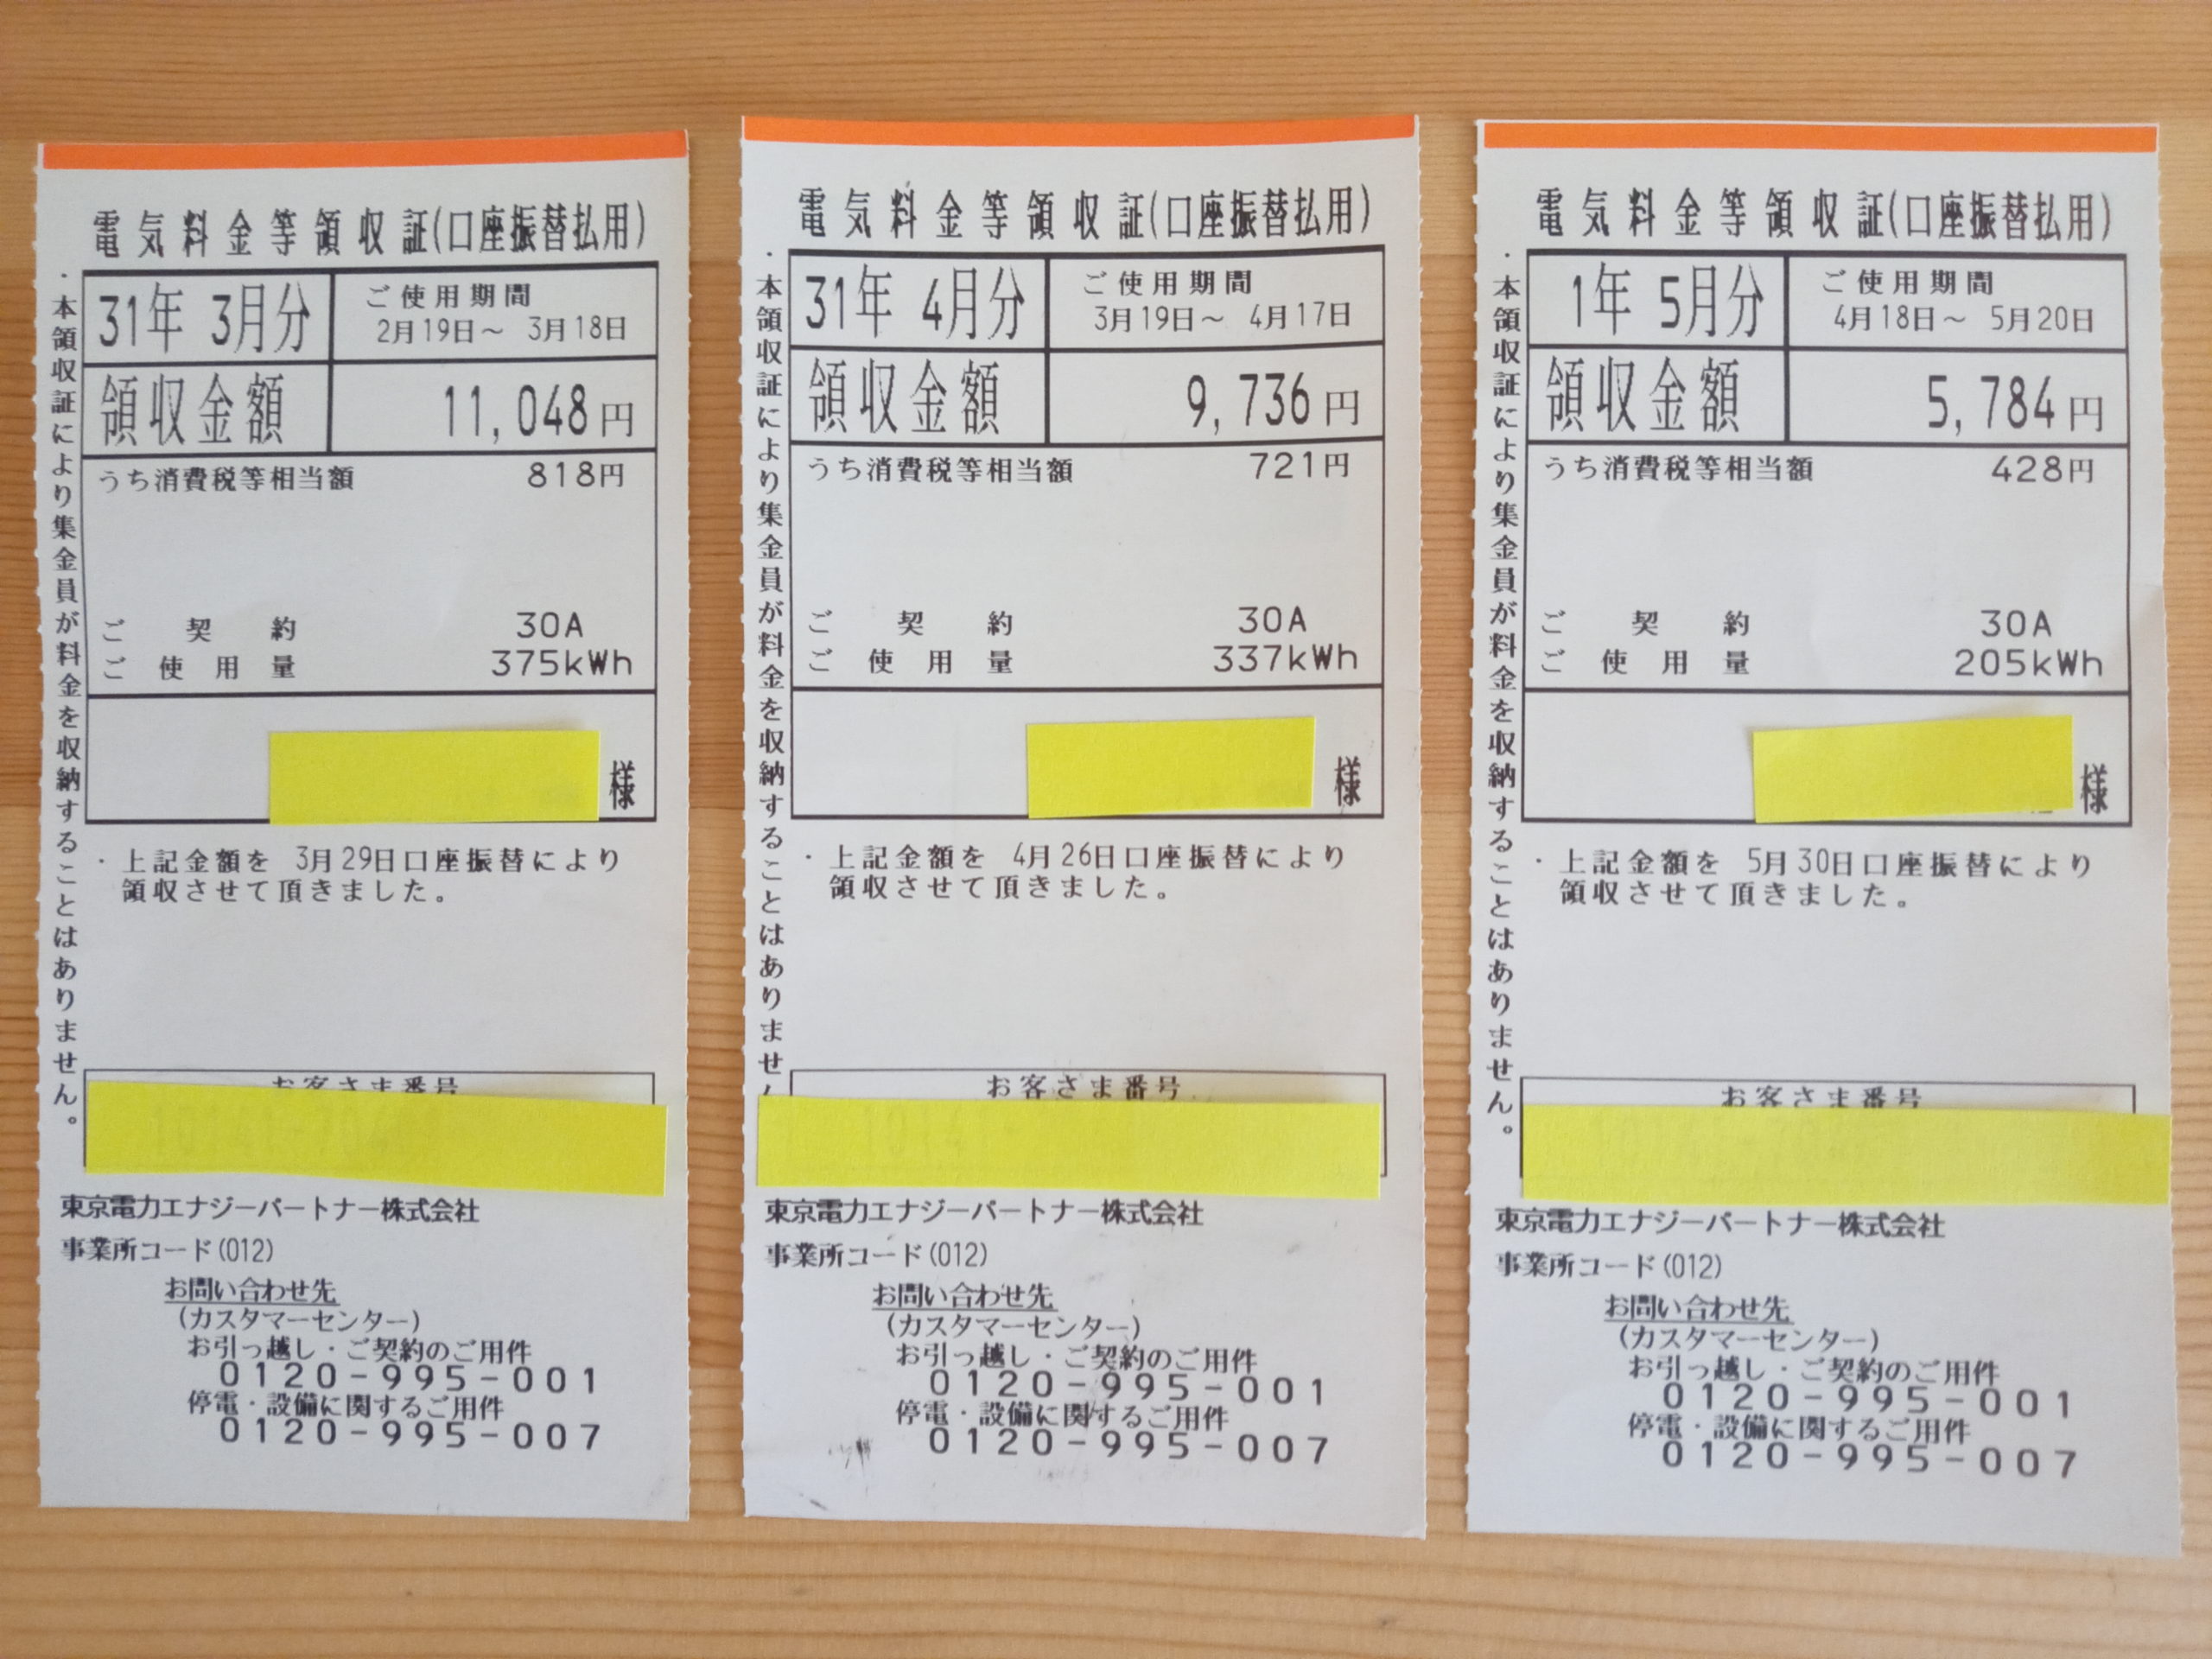 電気料金等領収証(口座振替払用)
31年 3月分
ご使用期間
2月19日～ 3月18日
領収金額
11,048円
うち消費税等相当額 818円
ご契約 30A
ご使用量 375kWh
様
・上記金額を 3月29日口座振替により
領収させて頂きました。
・本領収証により集金員が料金を収納することはありません。
お客さま番号
東京電力エナジーパートナー株式会社
事業所コード(012)
お問い合わせ先
(カスタマーセンター)
お引っ越し・ご契約のご用件
0120-995-001
停電・設備に関するご用件
0120-995-007
電気料金等領収証(口座振替払用)
31年 4月分
ご使用期間
3月19日～ 4月17日
領収金額
9,736円
うち消費税等相当額 721円
ご契約 30A
ご使用量 337kWh
様
・上記金額を 4月26日口座振替により
領収させて頂きました。
・本領収証により集金員が料金を収納することはありません
お客さま番号
東京電力エナジーパートナー株式会社
事業所コード(012)
お問い合わせ先
(カスタマーセンター)
お引っ越し・ご契約のご用件
0120-995-001
停電・設備に関するご用件
0120-995-007
電気料金等領収証(口座振替払用)
1年 5月分
ご使用期間
4月18日～ 5月20日
領収金額
5,784円
うち消費税等相当額 428円
ご契約 30A
ご使用量 205kWh
様
・上記金額を 5月30日口座振替により
領収させて頂きました。
・本領収証により集金員が料金を収納することはありません。
お客さま番号
東京電力エナジーパートナー株式会社
事業所コード(012)
お問い合わせ先
(カスタマーセンター)
お引っ越し・ご契約のご用件
0120-995-001
停電・設備に関するご用件
0120-995-007